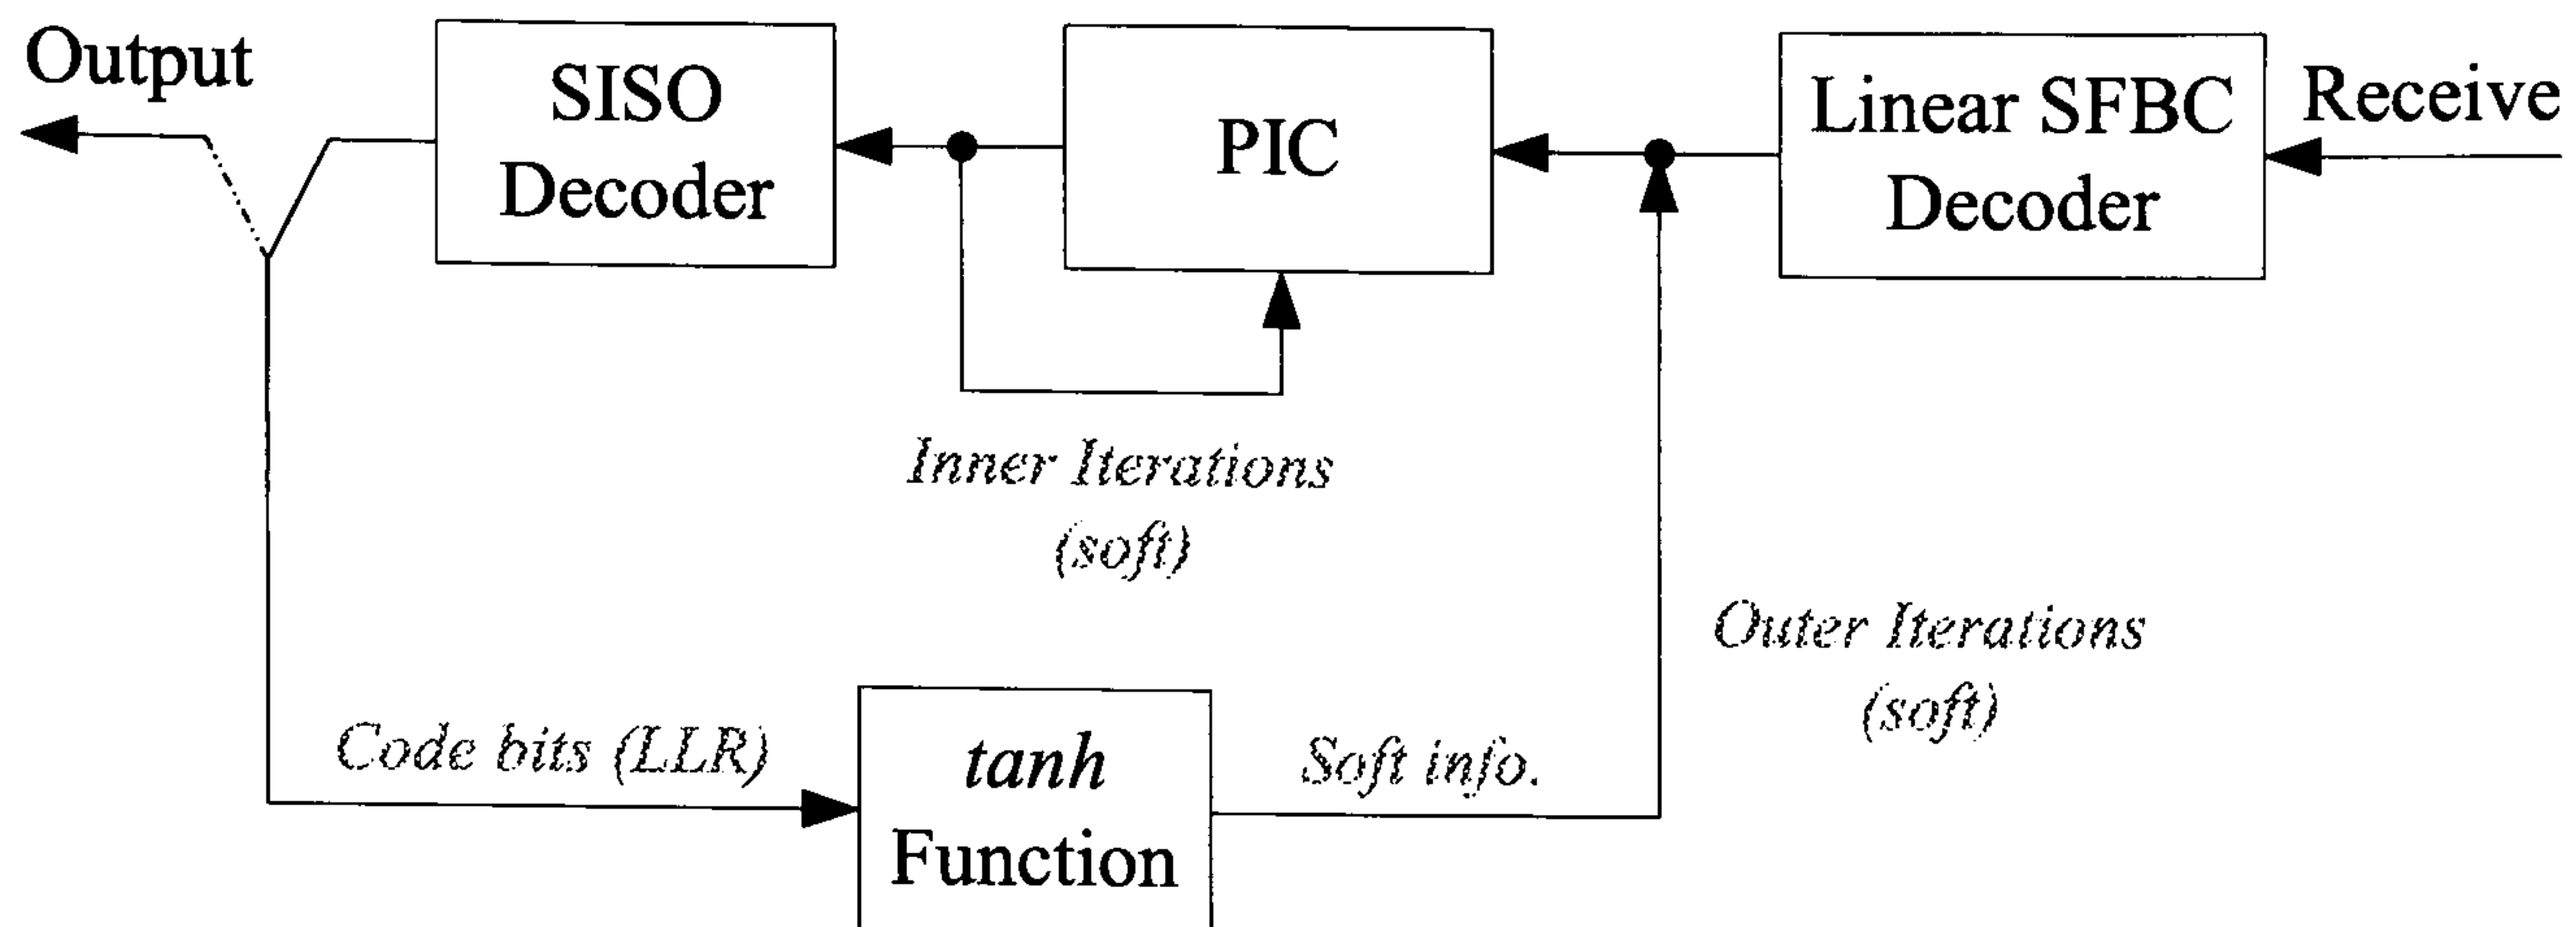 Output
SISO
Decoder
PIC
Linear SFBC
Decoder
Receive
Inner Iterations
(soft)
Outer Iterations
(soft)
Code bits (LLR)
tanh
Function
Soft info.